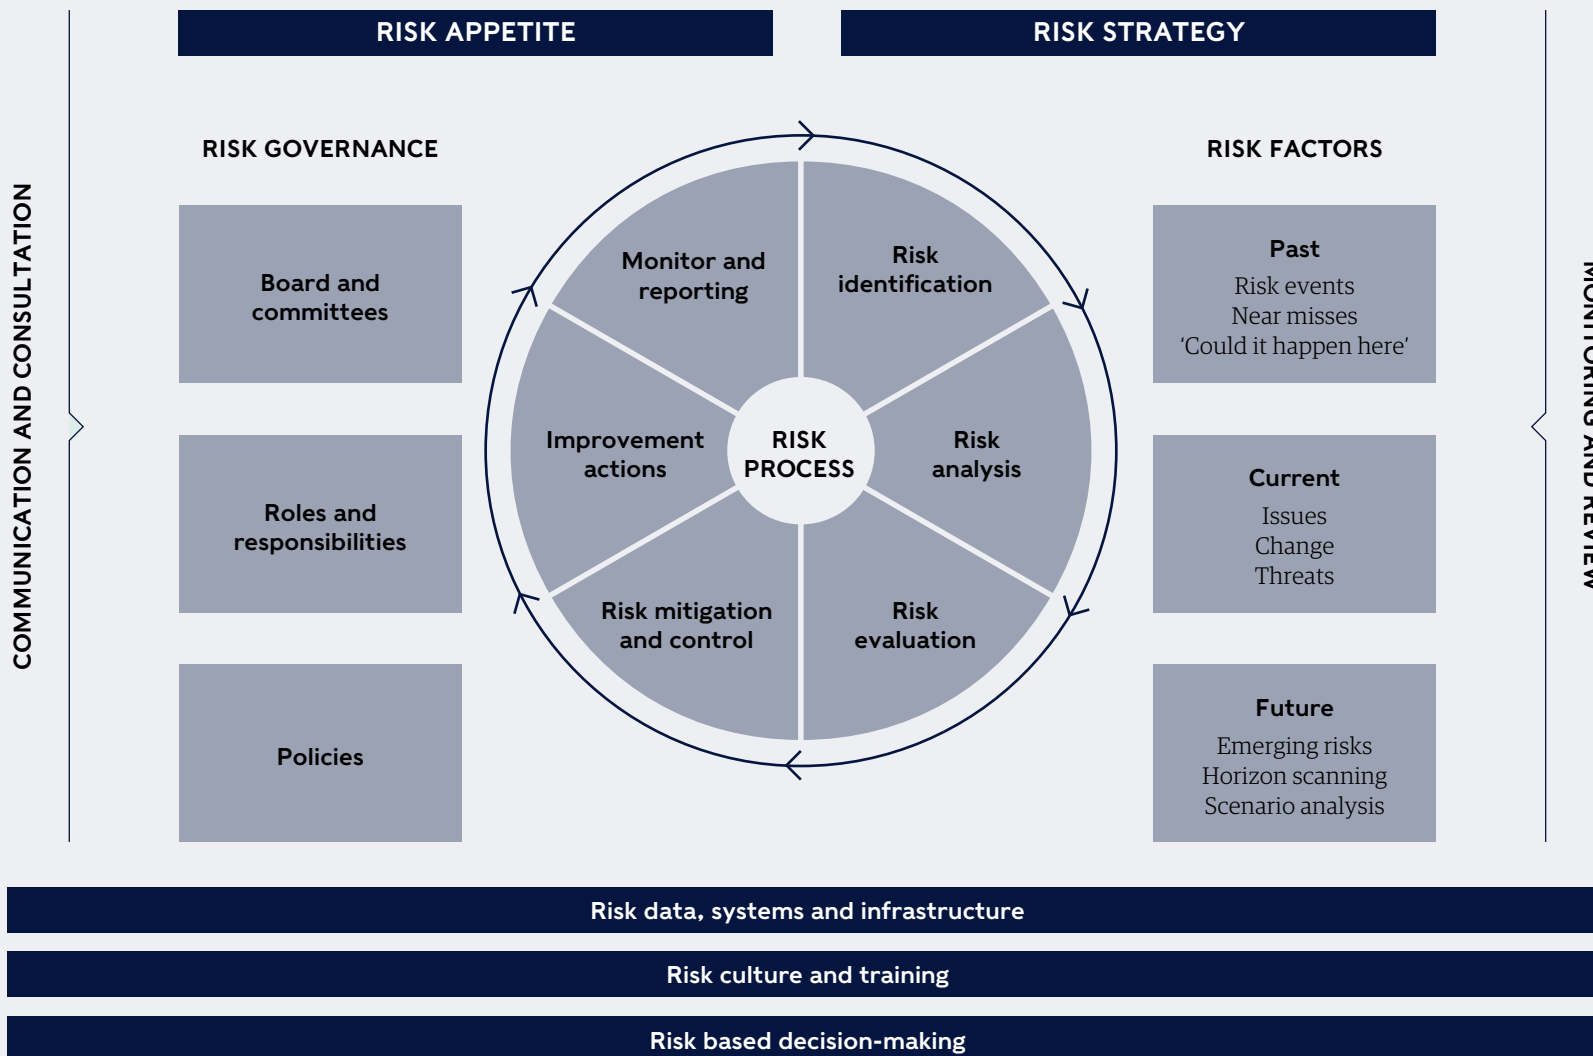 RISK APPETITE
RISK STRATEGY
COMMUNICATION AND CONSULTATION
RISK GOVERNANCE
Board and
committees
Roles and
responsibilities
Policies
Monitor and
reporting
Risk
identification
Improvement
actions
RISK
PROCESS
Risk
analysis
Risk mitigation
and control
Risk
evaluation
RISK FACTORS
Past
Risk events
Near misses
‘Could it happen here’
Current
Issues
Change
Threats
Future
Emerging risks
Horizon scanning
Scenario analysis
MONITORING AND REVIEW
Risk data, systems and infrastructure
Risk culture and training
Risk based decision-making